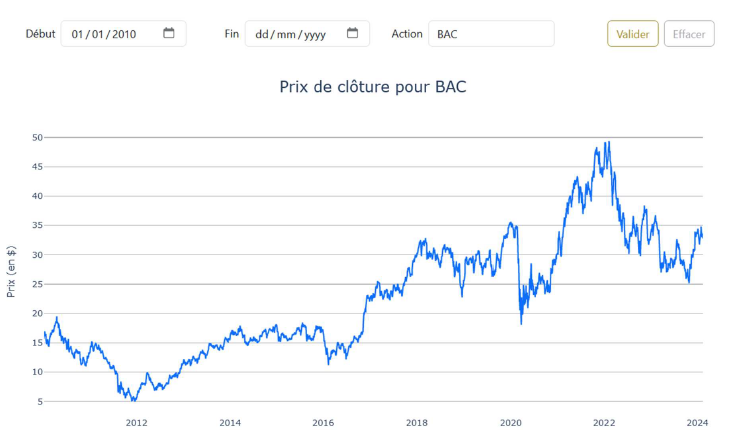 Début 01/01/2010 Fin dd/mm/yyyy Action BAC Valider Effacer
Prix de clôture pour BAC
50
45
40
35
30
25
20
15
10
5
Prix (en $)
2012 2014 2016 2018 2020 2022 2024